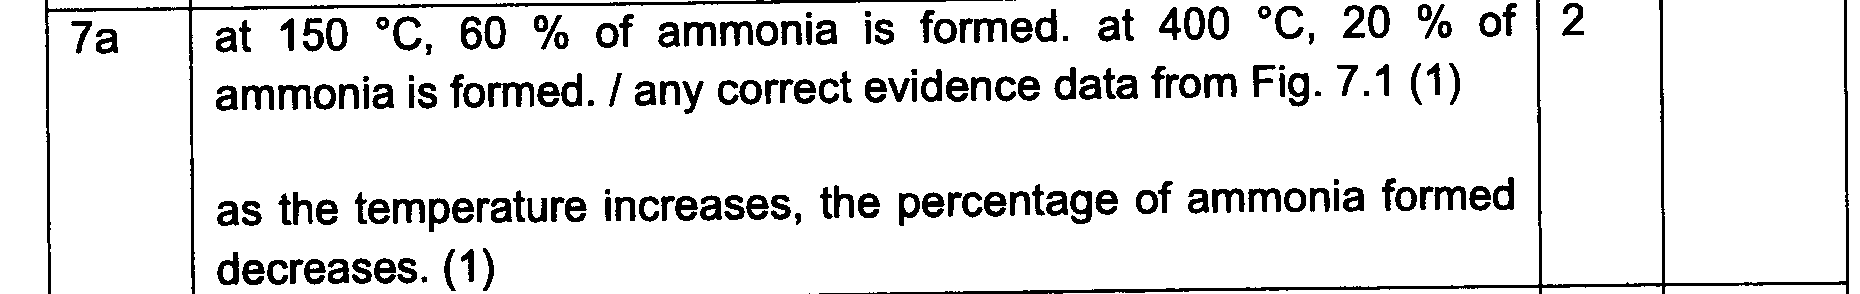 7a
at 150 °C, 60 % of ammonia is formed. at 400 °C, 20 % of
2
ammonia is formed. / any correct evidence data from Fig. 7.1 (1)
as the temperature increases, the percentage of ammonia formed
decreases. (1)